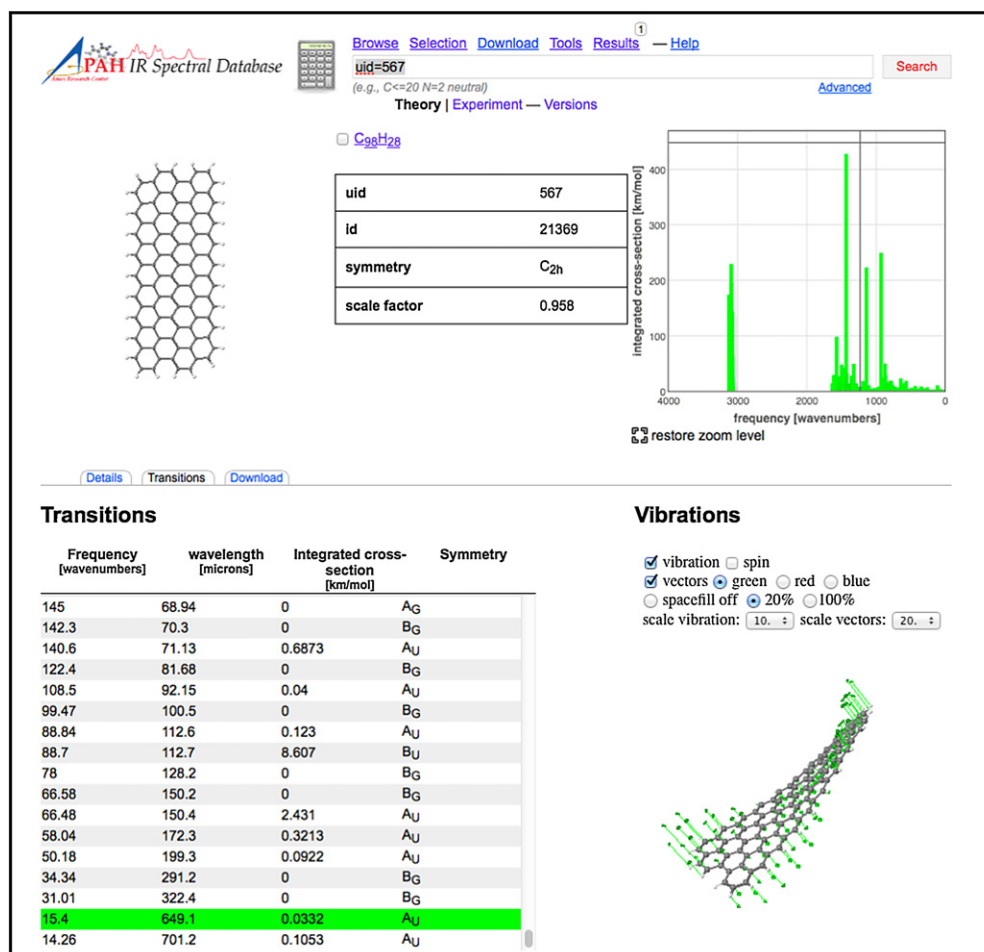 1
Browse Selection Download Tools Results — Help
APAH IR Spectral Database
Ames Research Center
uid=567
Search
(e.g., C<=20 N=2 neutral)
Advanced
Theory | Experiment — Versions
C98H28
uid 567
id 21369
symmetry C2h
scale factor 0.958
integrated cross-section [km/mol]
400
300
200
100
0
4000 3000 2000 1000 0
frequency [wavenumbers]
restore zoom level
Details Transitions Download
Transitions
Frequency wavelength Integrated cross- Symmetry
[wavenumbers] [microns] section
[km/mol]
145 68.94 0 AG
142.3 70.3 0 BG
140.6 71.13 0.6873 AU
122.4 81.68 0 BG
108.5 92.15 0.04 AU
99.47 100.5 0 BG
88.84 112.6 0.123 AU
88.7 112.7 8.607 BU
78 128.2 0 BG
66.58 150.2 0 BG
66.48 150.4 2.431 AU
58.04 172.3 0.3213 AU
50.18 199.3 0.0922 AU
34.34 291.2 0 BG
31.01 322.4 0 BG
15.4 649.1 0.0332 AU
14.26 701.2 0.1053 AU
Vibrations
vibration spin
vectors green red blue
spacefill off 20% 100%
scale vibration: 10. scale vectors: 20.